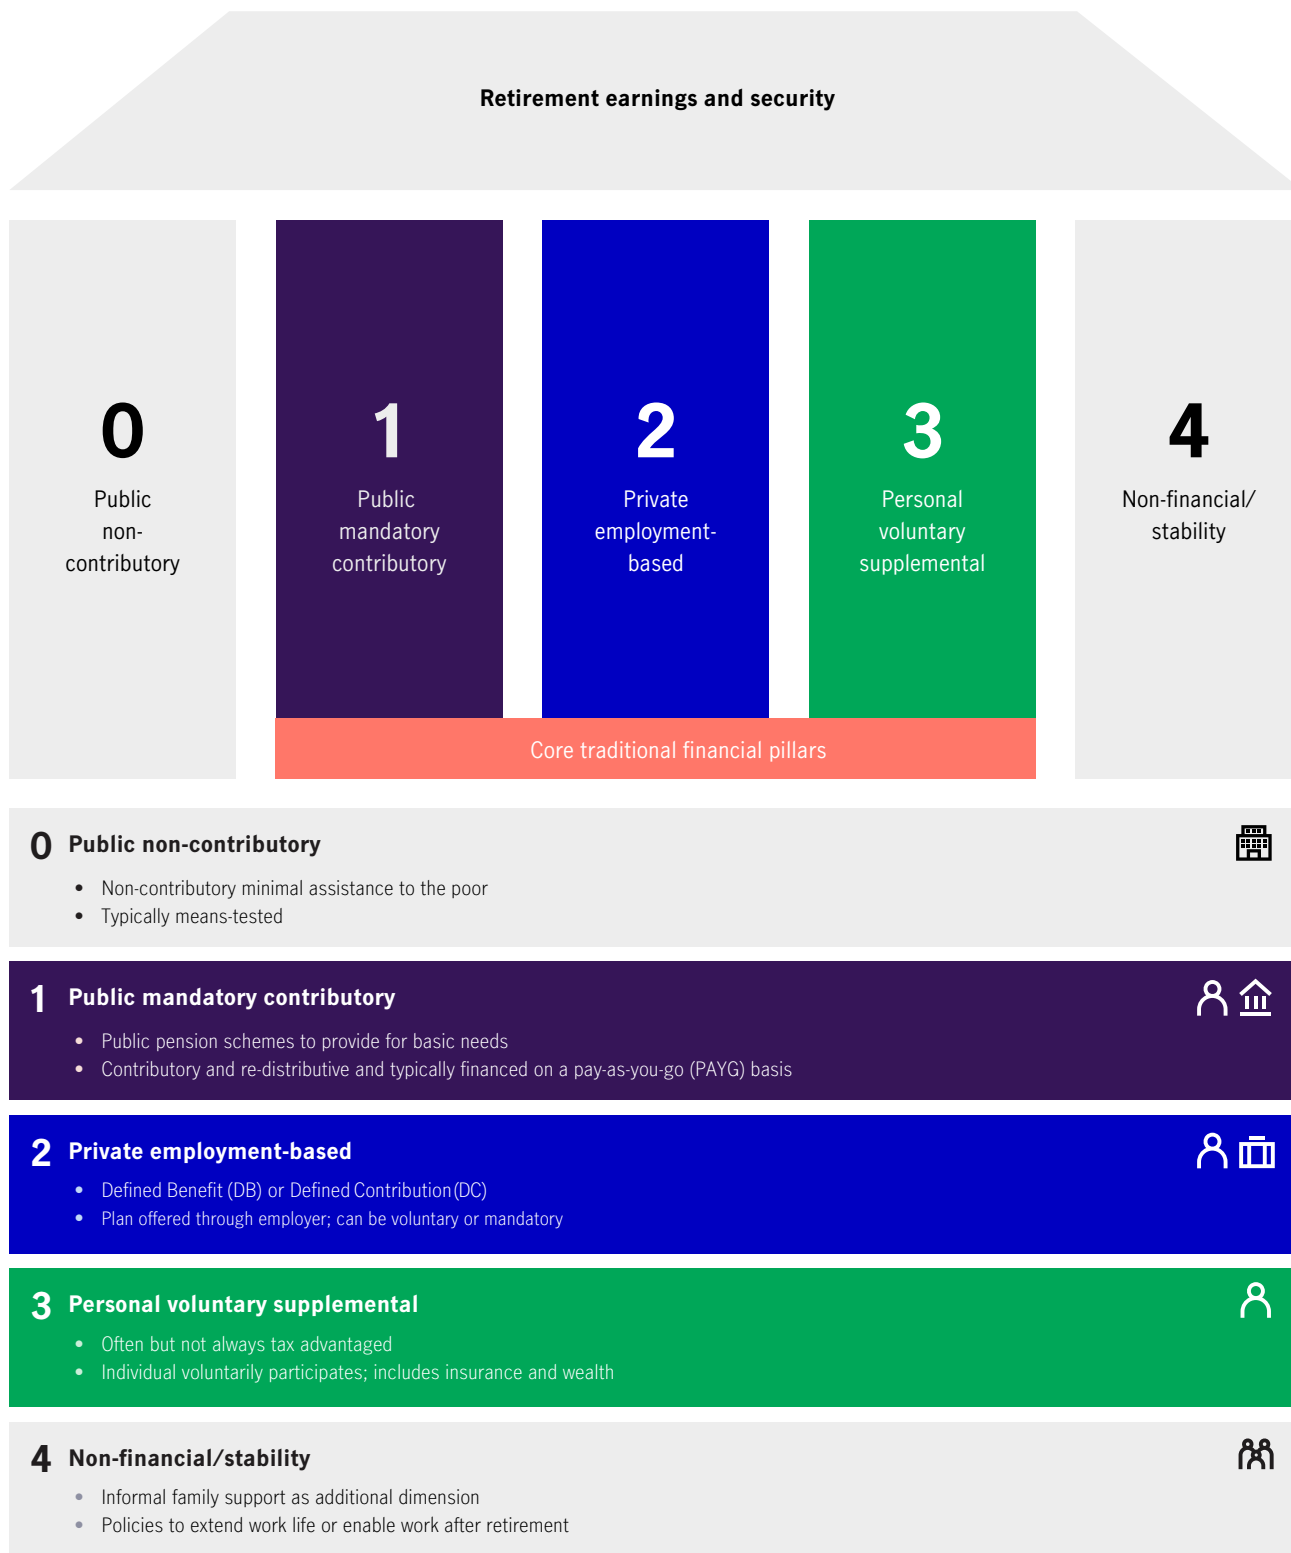 Retirement earnings and security
0
Public
non-
contributory
1
Public
mandatory
contributory
2
Private
employment-
based
3
Personal
voluntary
supplemental
4
Non-financial/
stability
Core traditional financial pillars
0 Public non-contributory
• Non-contributory minimal assistance to the poor
• Typically means-tested
1 Public mandatory contributory
• Public pension schemes to provide for basic needs
• Contributory and re-distributive and typically financed on a pay-as-you-go (PAYG) basis
2 Private employment-based
• Defined Benefit (DB) or Defined Contribution (DC)
• Plan offered through employer; can be voluntary or mandatory
3 Personal voluntary supplemental
• Often but not always tax advantaged
• Individual voluntarily participates; includes insurance and wealth
4 Non-financial/stability
• Informal family support as additional dimension
• Policies to extend work life or enable work after retirement